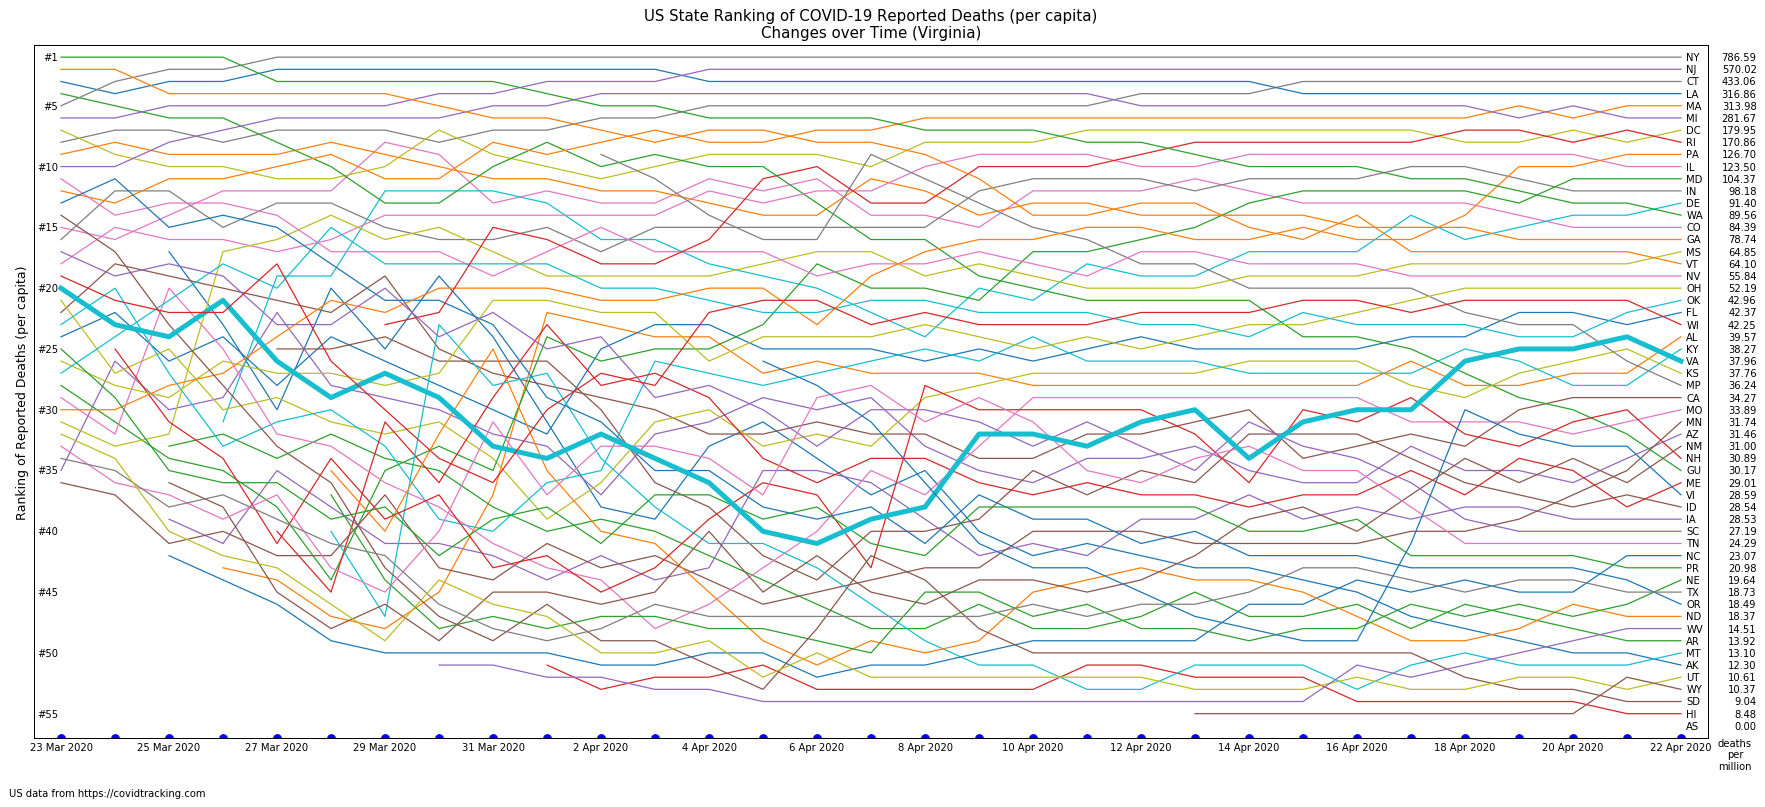 US State Ranking of COVID-19 Reported Deaths (per capita)
Changes over Time (Virginia)
Ranking of Reported Deaths (per capita)
#1
#5
#10
#15
#20
#25
#30
#35
#40
#45
#50
#55
NY 786.59
NJ 570.02
CT 433.06
LA 316.86
MA 313.98
MI 281.67
DC 179.95
RI 170.86
PA 126.70
IL 123.50
MD 104.37
IN 98.18
DE 91.40
WA 89.56
CO 84.39
GA 78.74
MS 64.85
VT 64.10
NV 55.84
OH 52.19
OK 42.96
FL 42.37
WI 42.25
AL 39.57
KY 38.27
VA 37.96
KS 37.76
MP 36.24
CA 34.27
MO 33.89
MN 31.74
AZ 31.46
NM 31.00
NH 30.89
GU 30.17
ME 29.01
VI 28.59
ID 28.54
IA 28.53
SC 27.19
TN 24.29
NC 23.07
PR 20.98
NE 19.64
TX 18.73
OR 18.49
ND 18.37
WV 14.51
AR 13.92
MT 13.10
AK 12.30
UT 10.61
WY 10.37
SD 9.04
HI 8.48
AS 0.00
23 Mar 2020 25 Mar 2020 27 Mar 2020 29 Mar 2020 31 Mar 2020 2 Apr 2020 4 Apr 2020 6 Apr 2020 8 Apr 2020 10 Apr 2020 12 Apr 2020 14 Apr 2020 16 Apr 2020 18 Apr 2020 20 Apr 2020 22 Apr 2020
deaths
per
million
US data from https://covidtracking.com